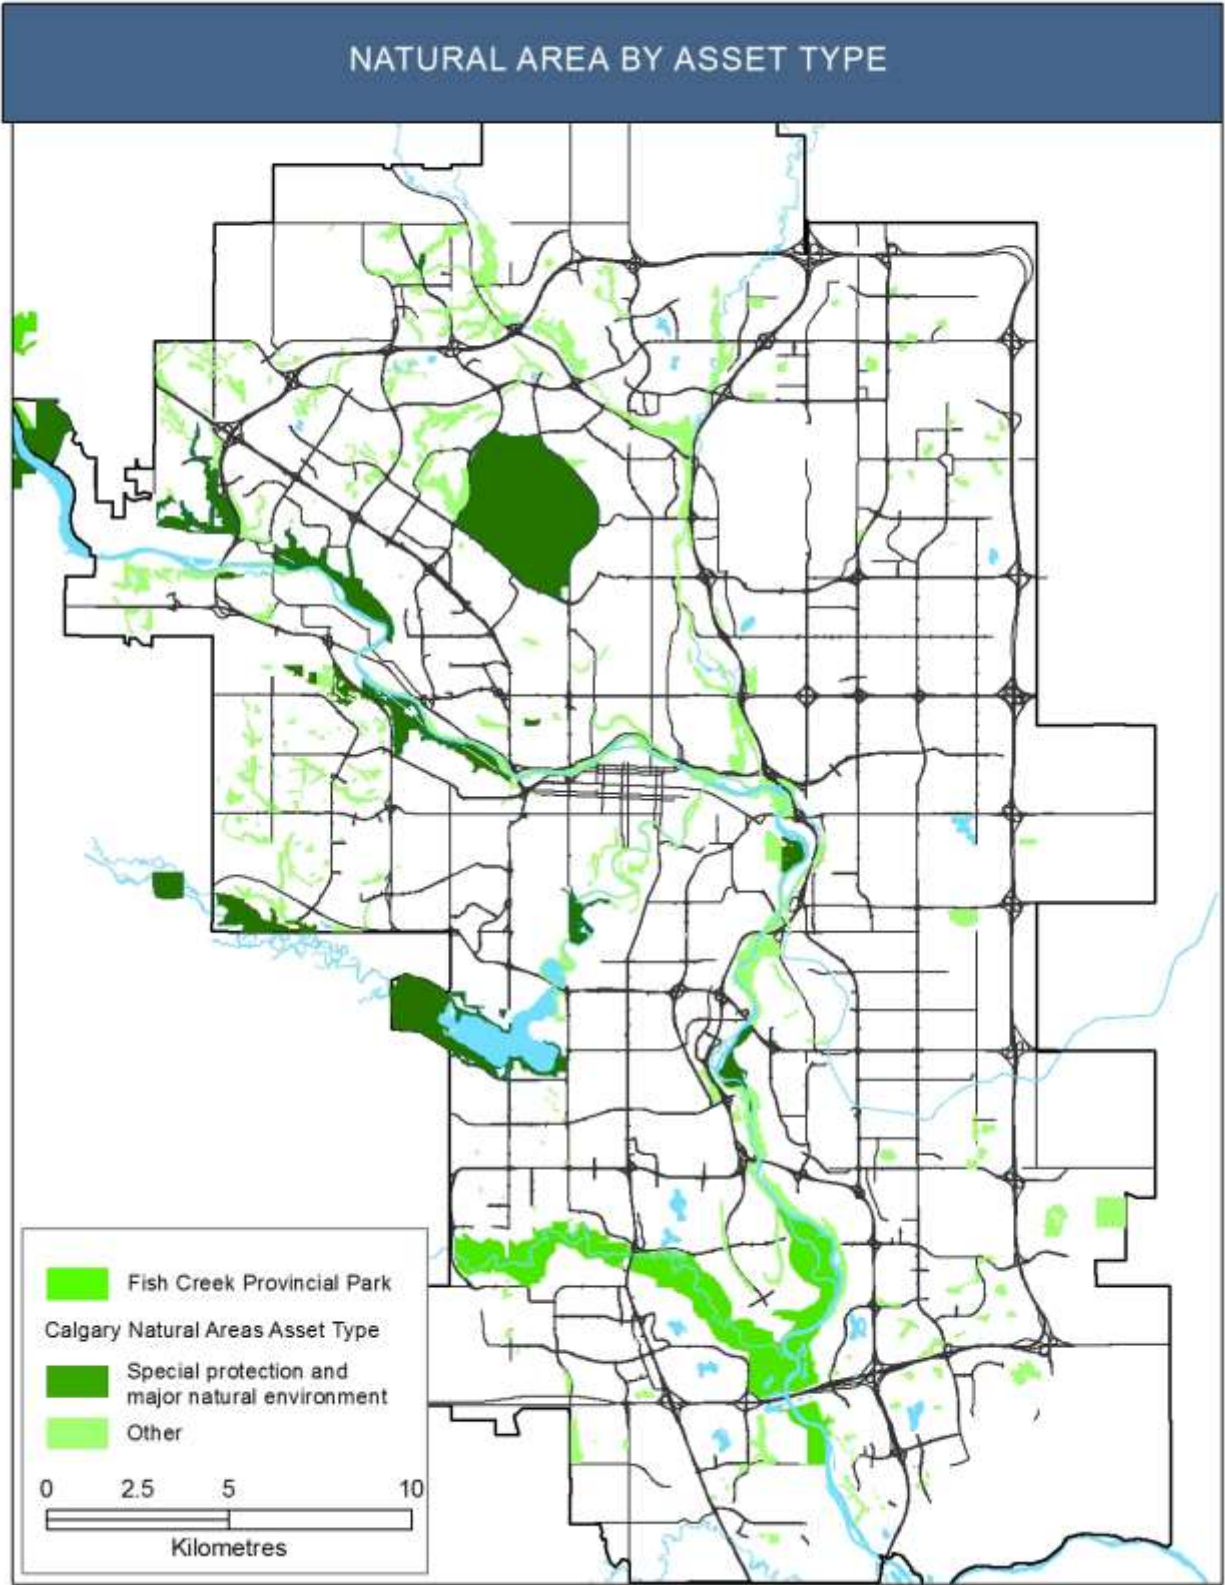 NATURAL AREA BY ASSET TYPE
Fish Creek Provincial Park
Calgary Natural Areas Asset Type
Special protection and
major natural environment
Other
0 2.5 5 10
Kilometres